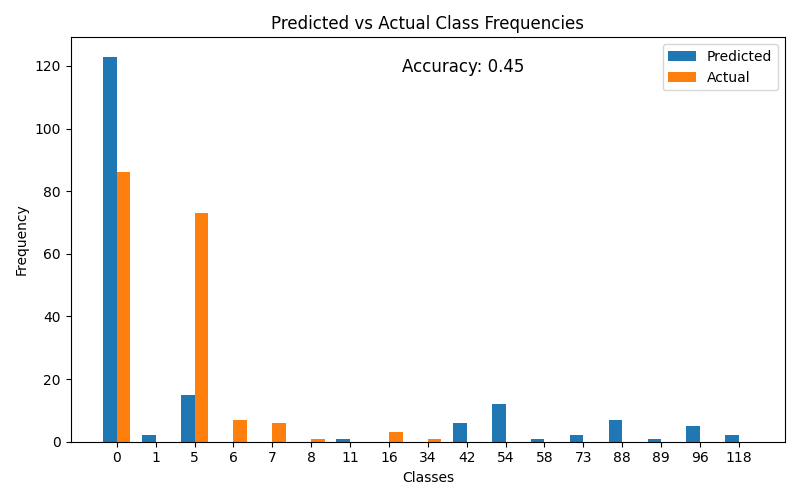 Predicted vs Actual Class Frequencies
Accuracy: 0.45
Predicted
Actual
Frequency
120
100
80
60
40
20
0
0 1 5 6 7 8 11 16 34 42 54 58 73 88 89 96 118
Classes